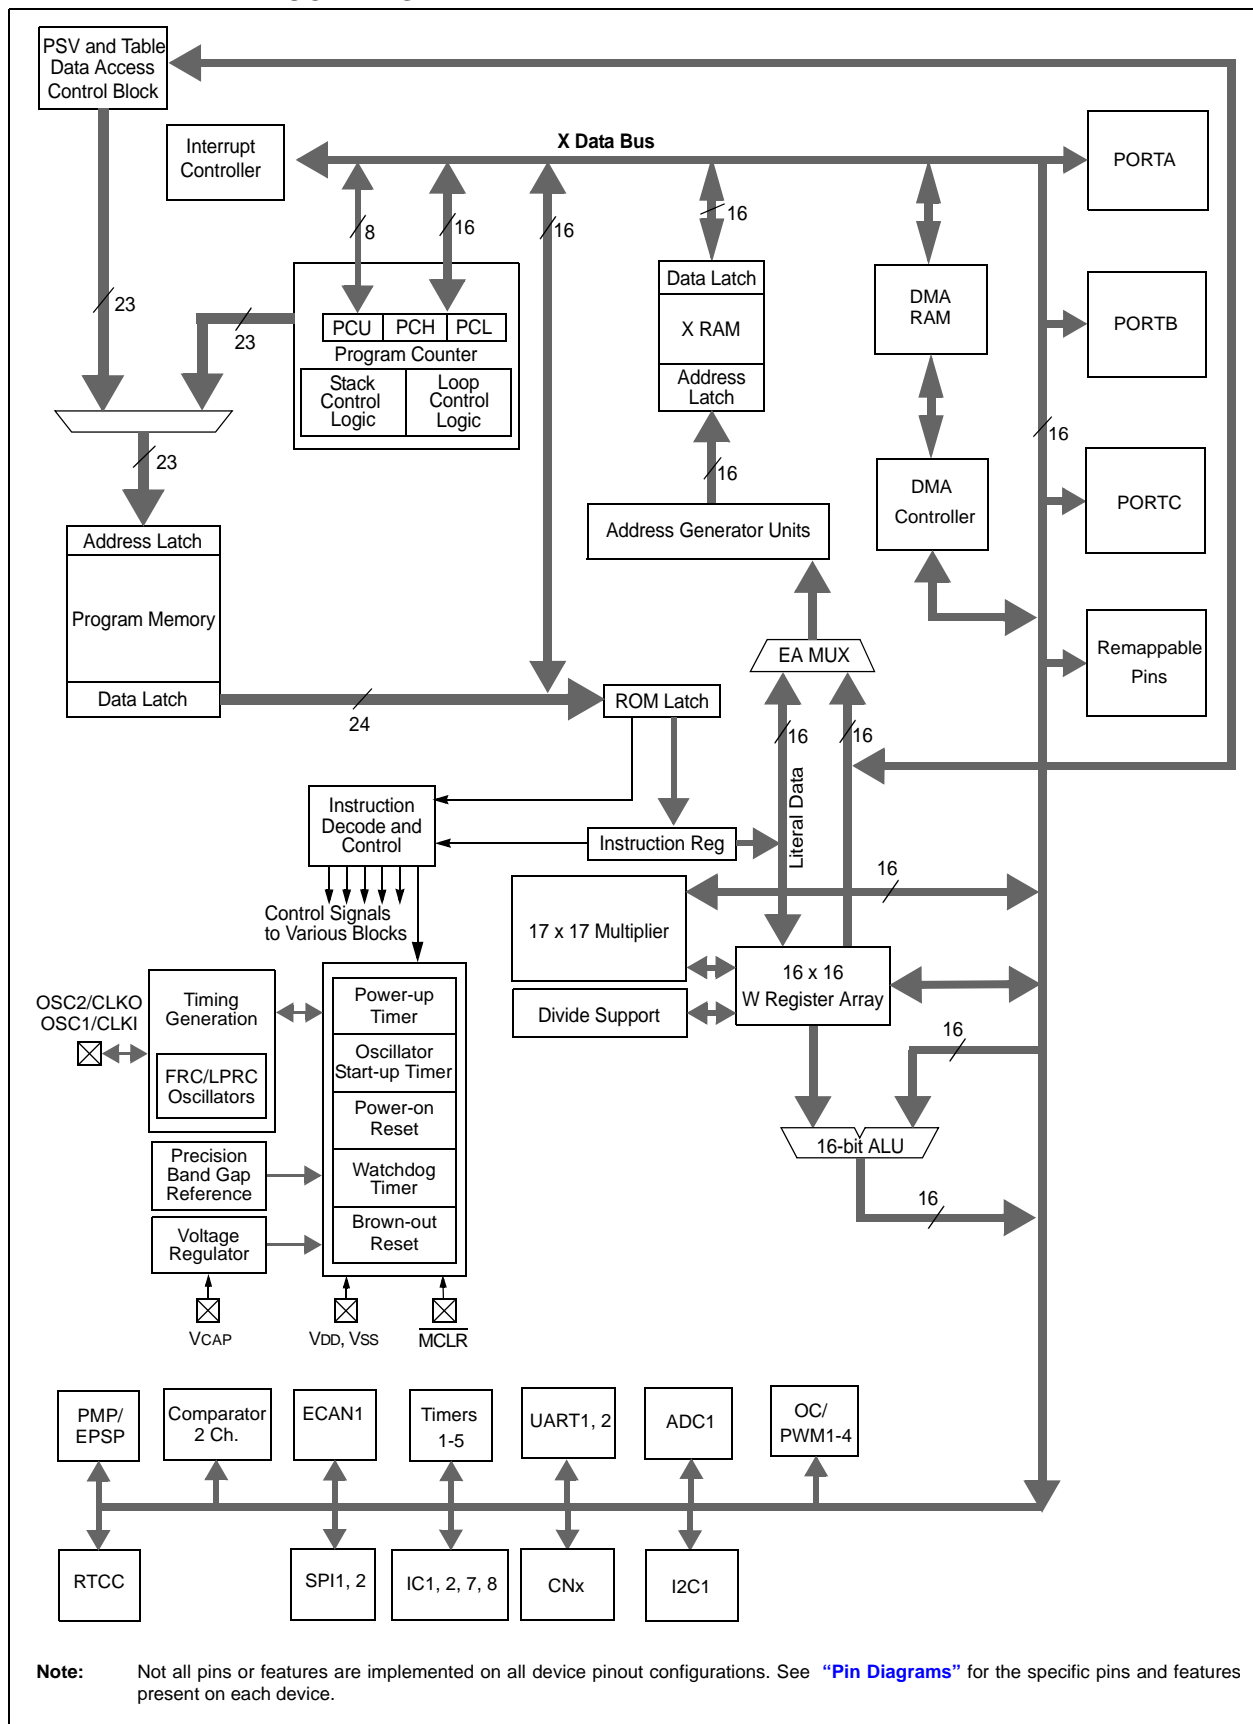 PSV and Table
Data Access
Control Block
Interrupt
Controller
X Data Bus
PORTA
8
16
16
16
23
23
PCU
PCH
PCL
Program Counter
Stack
Control
Logic
Loop
Control
Logic
Data Latch
X RAM
Address
Latch
DMA
RAM
PORTB
16
23
16
Address Generator Units
DMA
Controller
PORTC
Address Latch
Program Memory
Data Latch
24
ROM Latch
EA MUX
Remappable
Pins
16
16
Literal Data
Instruction
Decode and
Control
Instruction Reg
Control Signals
to Various Blocks
17 x 17 Multiplier
16
16 x 16
W Register Array
Divide Support
OSC2/CLKO
OSC1/CLKI
Timing
Generation
FRC/LPRC
Oscillators
Power-up
Timer
Oscillator
Start-up Timer
Power-on
Reset
Watchdog
Timer
Brown-out
Reset
16
16-bit ALU
16
Precision
Band Gap
Reference
Voltage
Regulator
VCAP
VDD, VSS
MCLR
PMP/
EPSP
Comparator
2 Ch.
ECAN1
Timers
1-5
UART1, 2
ADC1
OC/
PWM1-4
RTCC
SPI1, 2
IC1, 2, 7, 8
CNx
I2C1
Note: Not all pins or features are implemented on all device pinout configurations. See “Pin Diagrams” for the specific pins and features
present on each device.